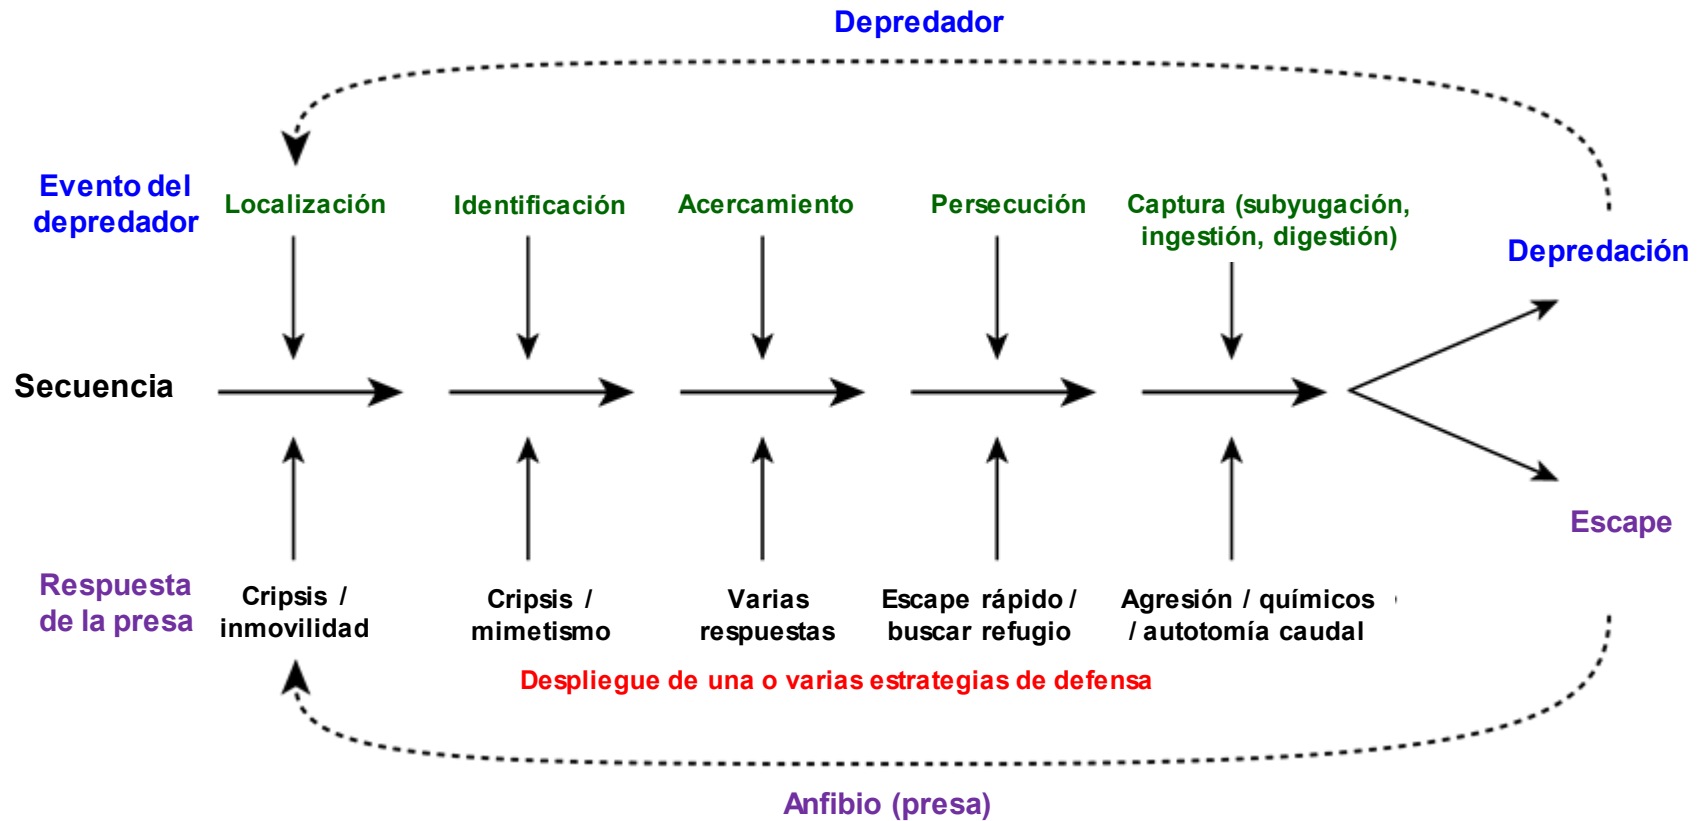 Depredador
Evento del
depredador
Localización
Identificación
Acercamiento
Persecución
Captura (subyugación,
ingestión, digestión)
Depredación
Secuencia
Escape
Respuesta
de la presa
Cripsis /
inmovilidad
Cripsis /
mimetismo
Varias
respuestas
Escape rápido /
buscar refugio
Agresión / químicos
/ autotomía caudal
Despliegue de una o varias estrategias de defensa
Anfibio (presa)